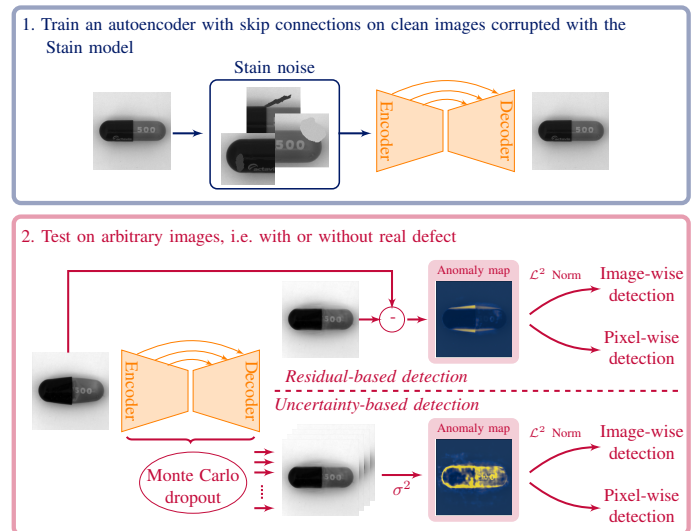 1. Train an autoencoder with skip connections on clean images corrupted with the
Stain model
Stain noise
Encoder
Decoder
500
500
500
2. Test on arbitrary images, i.e. with or without real defect
Anomaly map
ℒ² Norm
Image-wise
detection
-
Pixel-wise
detection
Encoder
Decoder
500
500
Residual-based detection
Uncertainty-based detection
Anomaly map
ℒ² Norm
Image-wise
detection
Monte Carlo
dropout
500
σ²
Pixel-wise
detection